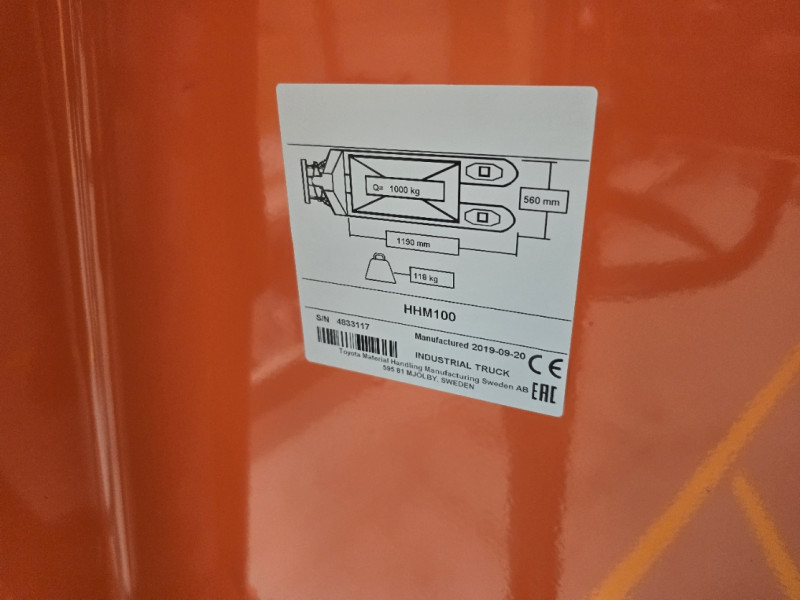 Q= 1000 kg
560 mm
1190 mm
118 kg
HHM100
S/N 4833117
Manufactured 2019-09-20
INDUSTRIAL TRUCK
CE
Toyota Material Handling Manufacturing Sweden AB
595 81 MJÖLBY, SWEDEN
EAC